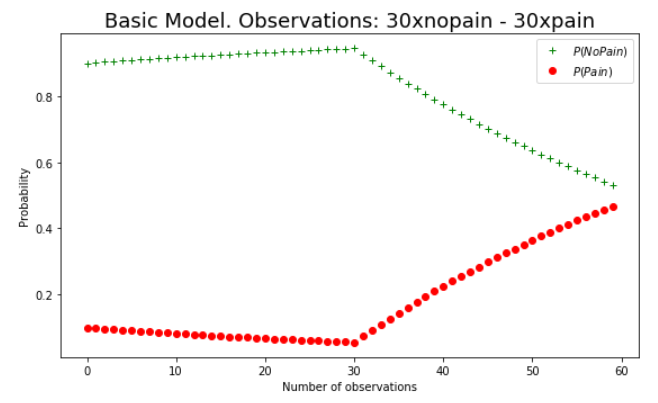 Basic Model. Observations: 30xnopain - 30xpain
P(NoPain)
P(Pain)
0.8
0.6
0.4
0.2
Probability
0 10 20 30 40 50 60
Number of observations